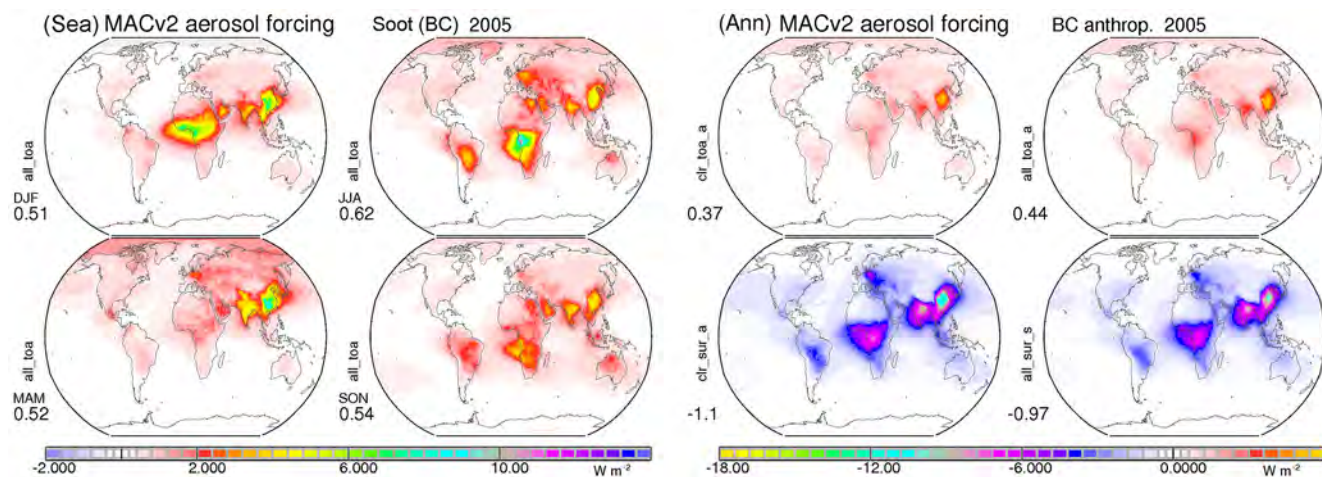 (Sea) MACv2 aerosol forcing Soot (BC) 2005
all_toa
DJF
0.51
all_toa
JJA
0.62
all_toa
MAM
0.52
all_toa
SON
0.54
-2.000 2.000 6.000 10.00 W m⁻²
(Ann) MACv2 aerosol forcing BC anthrop. 2005
clr_toa_a
0.37
all_toa_a
0.44
clr_sur_a
-1.1
all_sur_s
-0.97
-18.00 -12.00 -6.000 0.0000 W m⁻²